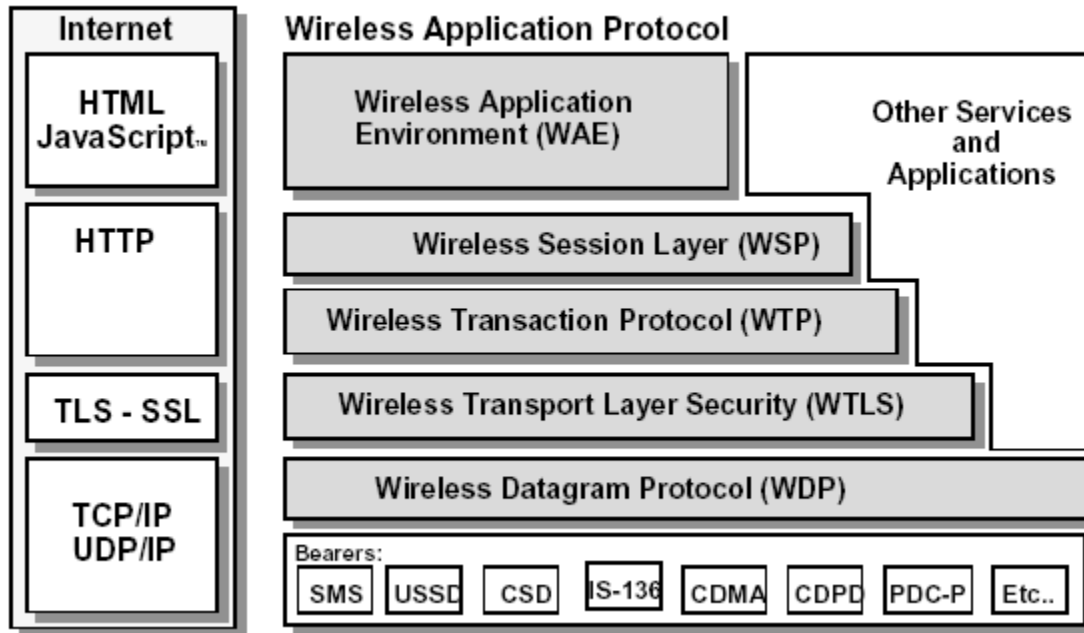 Internet
HTML
JavaScript™
HTTP
TLS - SSL
TCP/IP
UDP/IP
Wireless Application Protocol
Wireless Application
Environment (WAE)
Other Services
and
Applications
Wireless Session Layer (WSP)
Wireless Transaction Protocol (WTP)
Wireless Transport Layer Security (WTLS)
Wireless Datagram Protocol (WDP)
Bearers:
SMS USSD CSD IS-136 CDMA CDPD PDC-P Etc..